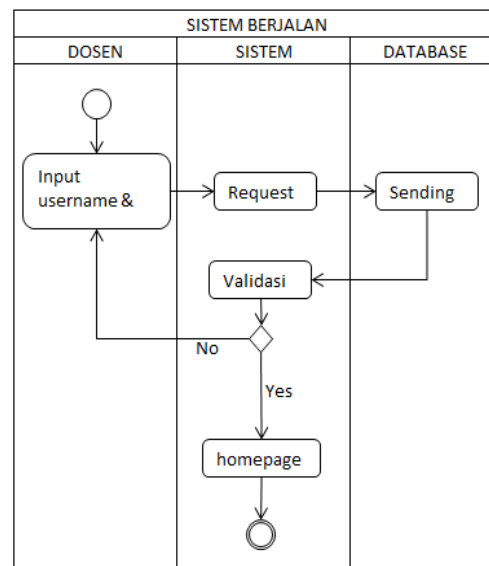 SISTEM BERJALAN
DOSEN
SISTEM
DATABASE
Input
username &
Request
Sending
Validasi
No
Yes
homepage